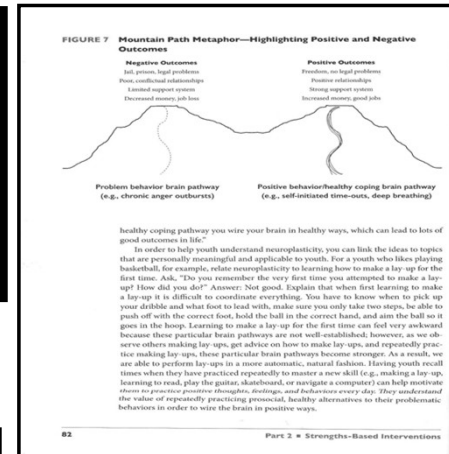 FIGURE 7 Mountain Path Metaphor—Highlighting Positive and Negative
Outcomes
Negative Outcomes
Jail, prison, legal problems
Poor, conflictual relationships
Limited support system
Decreased money, job loss
Positive Outcomes
Freedom, no legal problems
Positive relationships
Strong support system
Increased money, good jobs
Problem behavior brain pathway
(e.g., chronic anger outbursts)
Positive behavior/healthy coping brain pathway
(e.g., self-initiated time-outs, deep breathing)
healthy coping pathway you wire your brain in healthy ways, which can lead to lots of
good outcomes in life."
In order to help youth understand neuroplasticity, you can link the ideas to topics
that are personally meaningful and applicable to youth. For a youth who likes playing
basketball, for example, relate neuroplasticity to learning how to make a lay-up for the
first time. Ask, "Do you remember the very first time you attempted to make a lay-
up? How did you do?" Answer: Not good. Explain that when first learning to make
a lay-up it is difficult to coordinate everything. You have to know when to pick up
your dribble and what foot to lead with, make sure you only take two steps, be able to
push off with the correct foot, hold the ball in the correct hand, and aim the ball so it
goes in the hoop. Learning to make a lay-up for the first time can feel very awkward
because these particular brain pathways are not well-established; however, as we ob-
serve others making lay-ups, get advice on how to make lay-ups, and repeatedly prac-
tice making lay-ups, these particular brain pathways become stronger. As a result, we
are able to perform lay-ups in a more automatic, natural fashion. Having youth recall
times when they have practiced repeatedly to master a new skill (e.g., making a lay-up,
learning to read, play the guitar, skateboard, or navigate a computer) can help motivate
them to practice positive thoughts, feelings, and behaviors every day. They understand
the value of repeatedly practicing prosocial, healthy alternatives to their problematic
behaviors in order to wire the brain in positive ways.
82 Part 2 ■ Strengths-Based Interventions